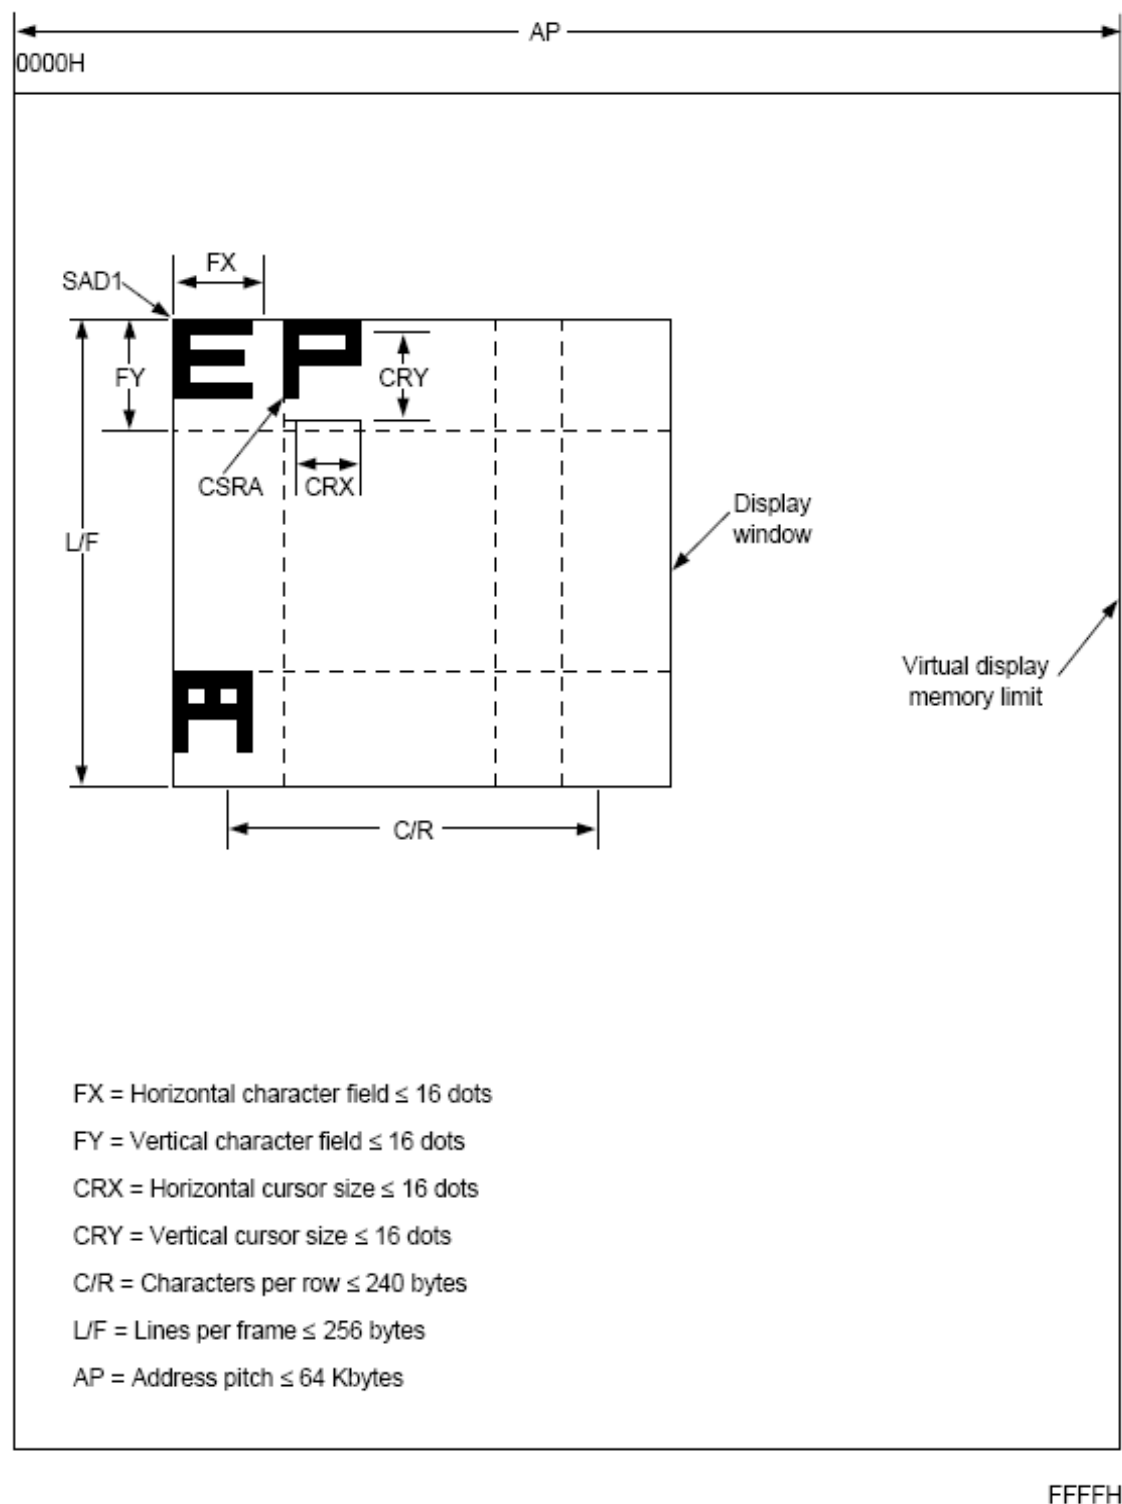 AP
0000H
FX
SAD1
EP
FY
CRY
CSRA
CRX
Display
window
L/F
Virtual display
memory limit
A
C/R
FX = Horizontal character field ≤ 16 dots
FY = Vertical character field ≤ 16 dots
CRX = Horizontal cursor size ≤ 16 dots
CRY = Vertical cursor size ≤ 16 dots
C/R = Characters per row ≤ 240 bytes
L/F = Lines per frame ≤ 256 bytes
AP = Address pitch ≤ 64 Kbytes
FFFFH